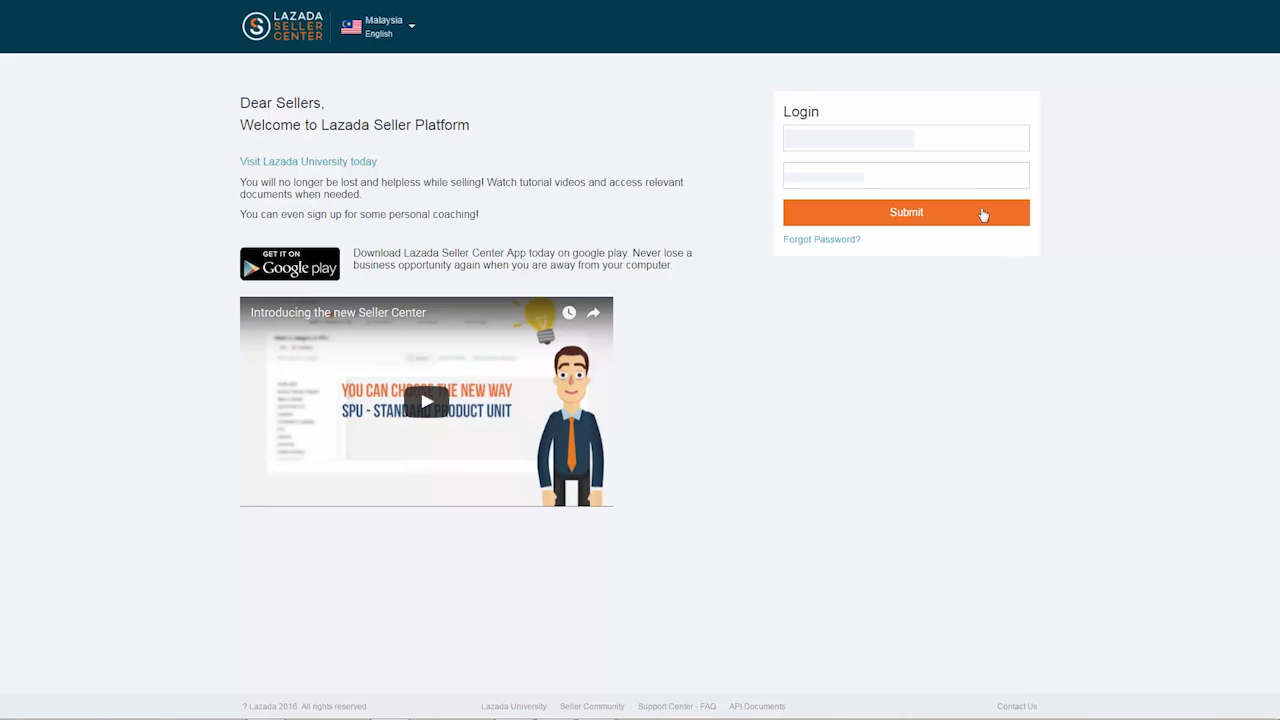 LAZADA
SELLER
CENTER
Malaysia
English
Dear Sellers,
Welcome to Lazada Seller Platform
Visit Lazada University today.
You will no longer be lost and helpless while selling! Watch tutorial videos and access relevant
documents when needed.
You can even sign up for some personal coaching!
GET IT ON
Google play
Download Lazada Seller Center App today on google play. Never lose a
business opportunity again when you are away from your computer.
Introducing the new Seller Center
YOU CAN CHOOSE THE NEW WAY
SPU - STANDARD PRODUCT UNIT
Login
Submit
Forgot Password?
? Lazada 2016. All rights reserved.
Lazada University
Seller Community
Support Center - FAQ
API Documents
Contact Us